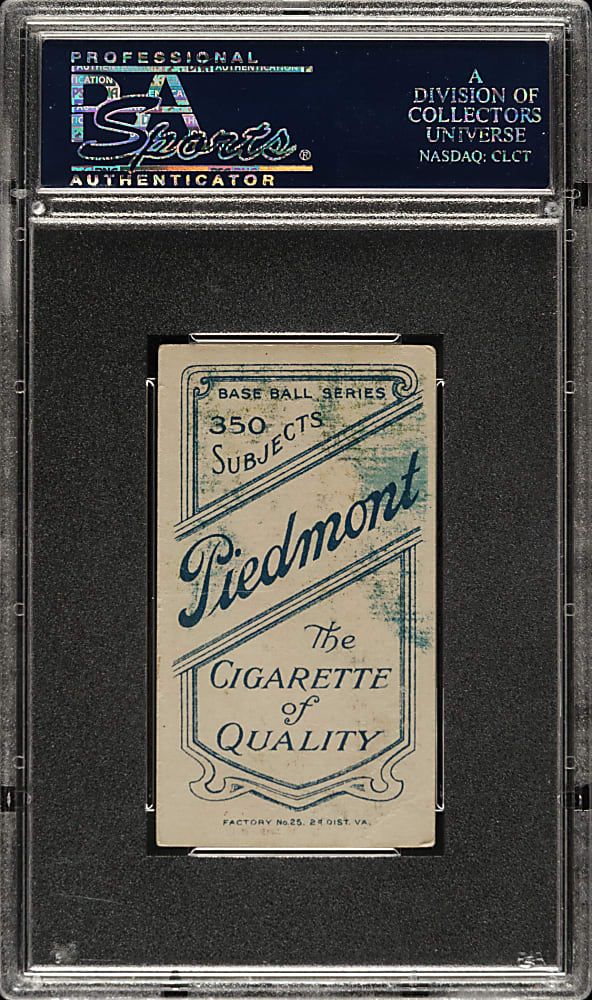 PROFESSIONAL
PSA
Sports®
AUTHENTICATOR
A
DIVISION OF
COLLECTORS
UNIVERSE
NASDAQ: CLCT
BASE BALL SERIES
350
SUBJECTS
Piedmont
The
CIGARETTE
of
QUALITY
FACTORY No. 25. 2D DIST. VA.